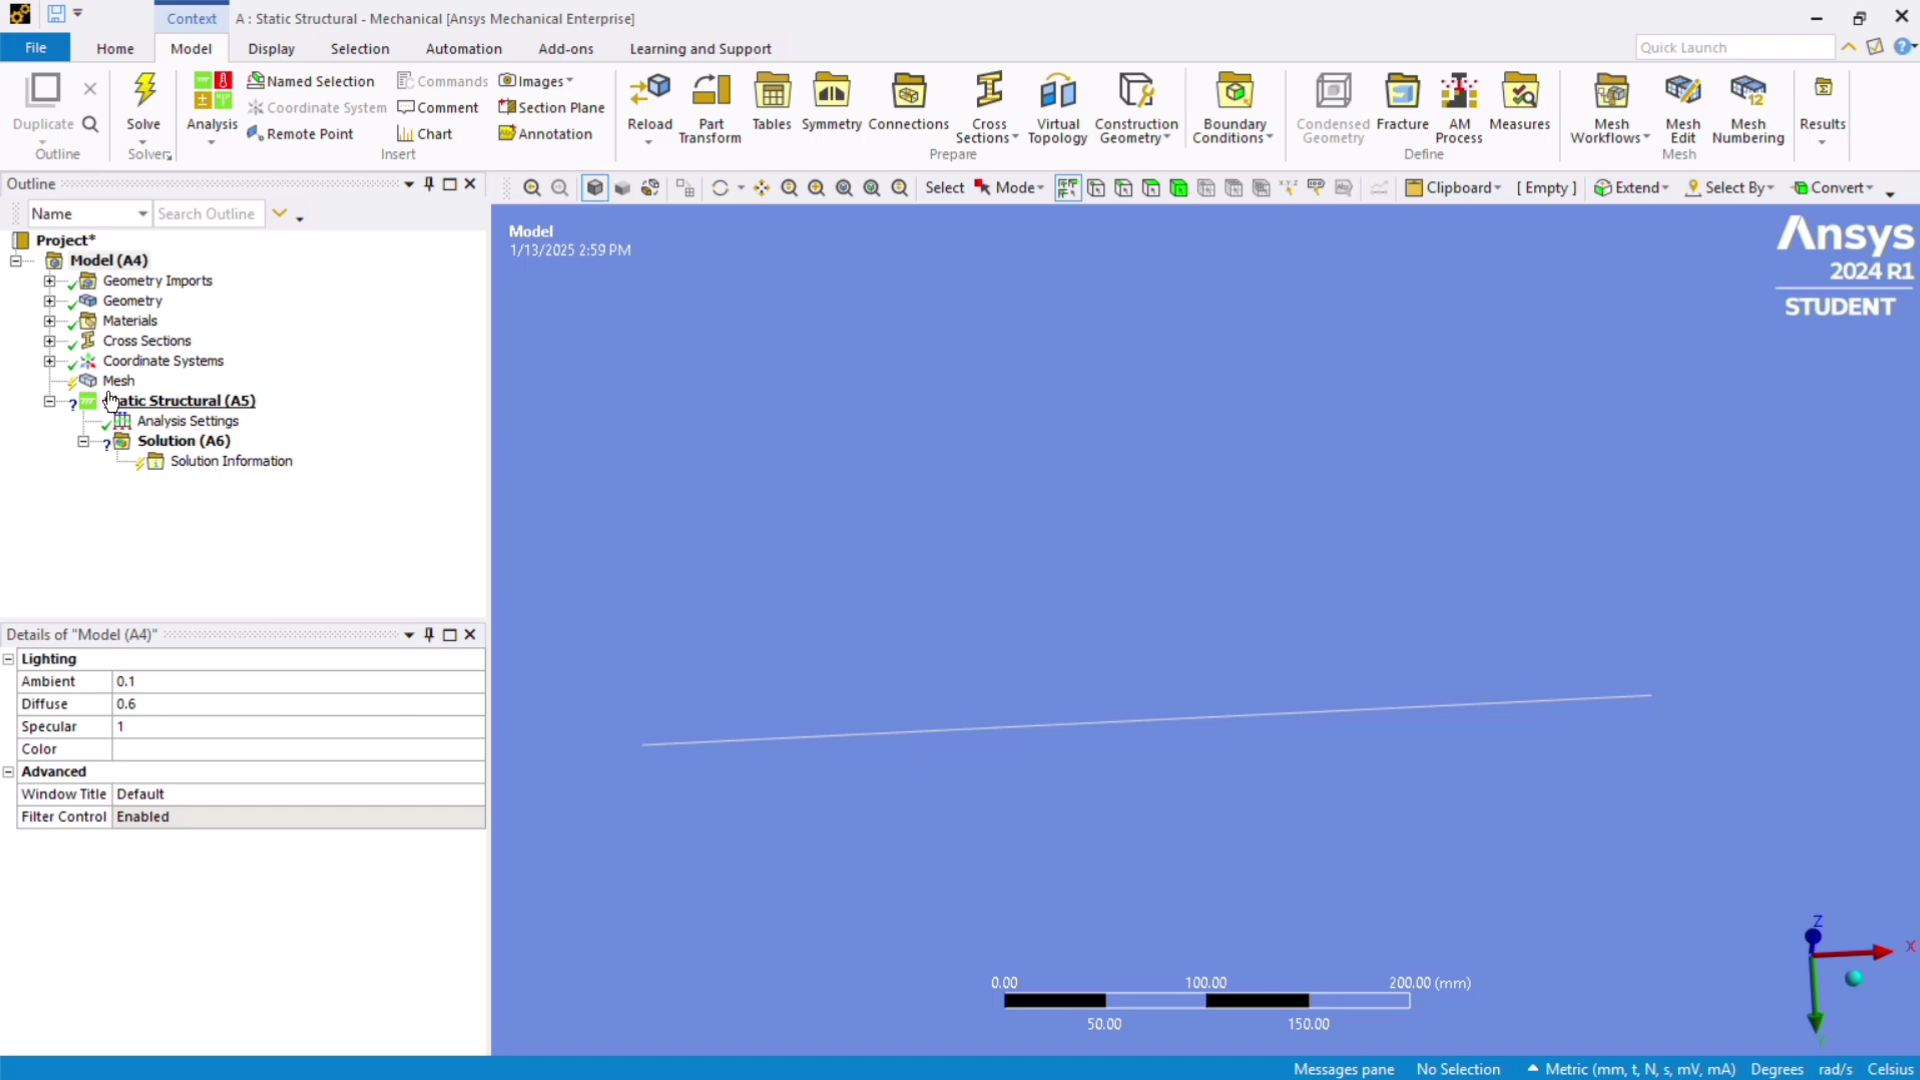 Context
A : Static Structural - Mechanical [Ansys Mechanical Enterprise]
File
Home
Model
Display
Selection
Automation
Add-ons
Learning and Support
Quick Launch
Duplicate
Outline
Solve
Solver
Analysis
Named Selection
Coordinate System
Remote Point
Commands
Comment
Chart
Images
Section Plane
Annotation
Insert
Reload
Part
Transform
Tables
Symmetry
Connections
Cross
Sections
Virtual
Topology
Construction
Geometry
Prepare
Boundary
Conditions
Condensed
Geometry
Fracture
AM
Process
Measures
Define
Mesh
Workflows
Mesh
Edit
Mesh
Numbering
Mesh
Results
Outline
Name
Search Outline
Select
Mode
Clipboard
[ Empty ]
Extend
Select By
Convert
Project*
Model (A4)
Geometry Imports
Geometry
Materials
Cross Sections
Coordinate Systems
Mesh
atic Structural (A5)
Analysis Settings
Solution (A6)
Solution Information
Model
1/13/2025 2:59 PM
Ansys
2024 R1
STUDENT
Details of "Model (A4)"
Lighting
Ambient 0.1
Diffuse 0.6
Specular 1
Color
Advanced
Window Title Default
Filter Control Enabled
0.00 100.00 200.00 (mm)
50.00 150.00
Z
X
Y
Messages pane No Selection Metric (mm, t, N, s, mV, mA) Degrees rad/s Celsius